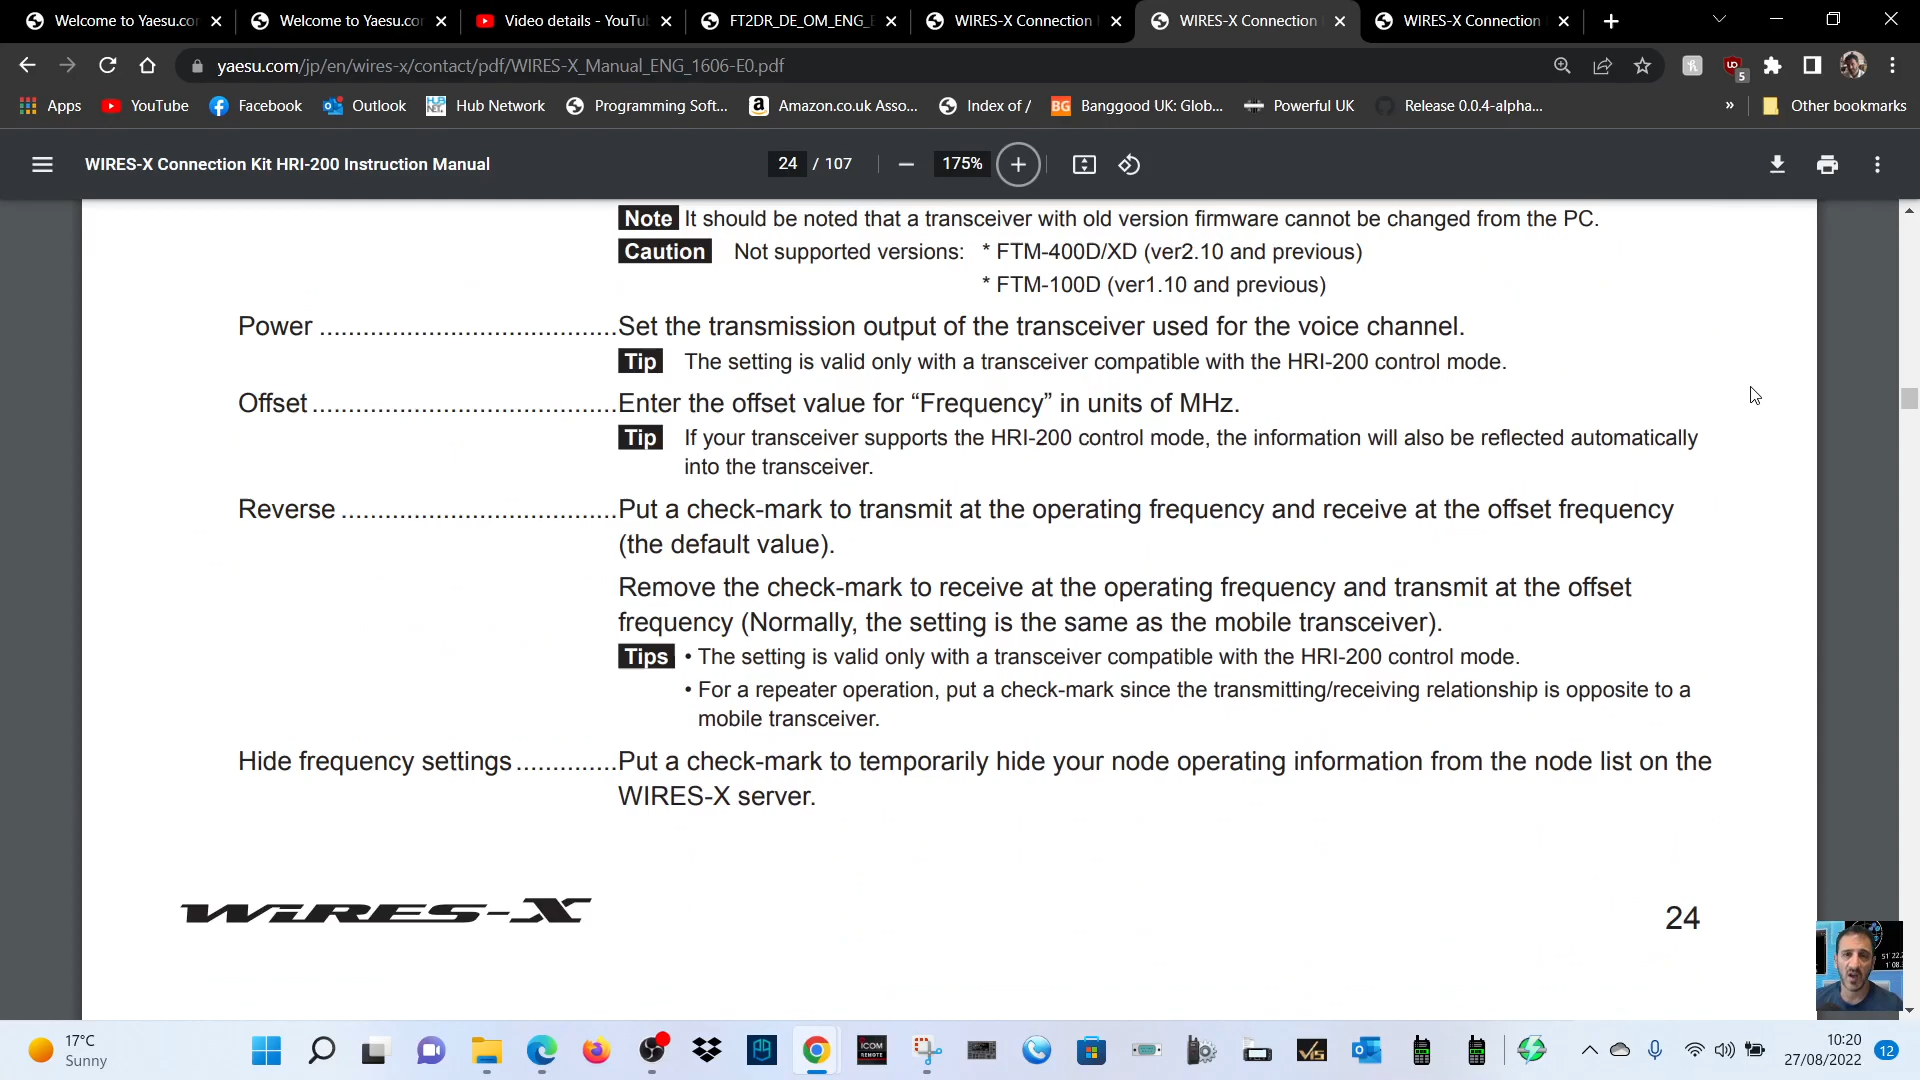 Welcome to Yaesu.cor
Welcome to Yaesu.cor
Video details - YouTu
FT2DR_DE_OM_ENG_E
WIRES-X Connection
WIRES-X Connection
WIRES-X Connection
yaesu.com/jp/en/wires-x/contact/pdf/WIRES-X_Manual_ENG_1606-E0.pdf
5
Apps
YouTube
Facebook
Outlook
Hub Network
Programming Soft...
Amazon.co.uk Asso...
Index of /
BG
Banggood UK: Glob...
Powerful UK
Release 0.0.4-alpha...
»
Other bookmarks
WIRES-X Connection Kit HRI-200 Instruction Manual
24 / 107
175%
Note It should be noted that a transceiver with old version firmware cannot be changed from the PC.
Caution Not supported versions: * FTM-400D/XD (ver2.10 and previous)
* FTM-100D (ver1.10 and previous)
Power .........................................Set the transmission output of the transceiver used for the voice channel.
Tip The setting is valid only with a transceiver compatible with the HRI-200 control mode.
Offset ..........................................Enter the offset value for “Frequency” in units of MHz.
Tip If your transceiver supports the HRI-200 control mode, the information will also be reflected automatically
into the transceiver.
Reverse ......................................Put a check-mark to transmit at the operating frequency and receive at the offset frequency
(the default value).
Remove the check-mark to receive at the operating frequency and transmit at the offset
frequency (Normally, the setting is the same as the mobile transceiver).
Tips • The setting is valid only with a transceiver compatible with the HRI-200 control mode.
• For a repeater operation, put a check-mark since the transmitting/receiving relationship is opposite to a
mobile transceiver.
Hide frequency settings ..............Put a check-mark to temporarily hide your node operating information from the node list on the
WIRES-X server.
WiRES-X
24
17°C
Sunny
ICOM
REMOTE
10:20
27/08/2022
12